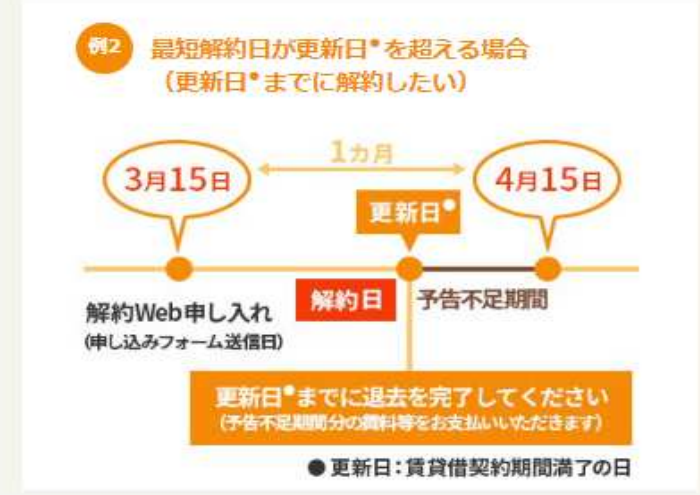 例2 最短解約日が更新日●を超える場合
（更新日●までに解約したい）
1カ月
3月15日
4月15日
更新日●
解約Web申し入れ
（申し込みフォーム送信日）
解約日
予告不足期間
更新日●までに退去を完了してください
（予告不足期間分の賃料等をお支払いいただきます）
●更新日：賃貸借契約期間満了の日